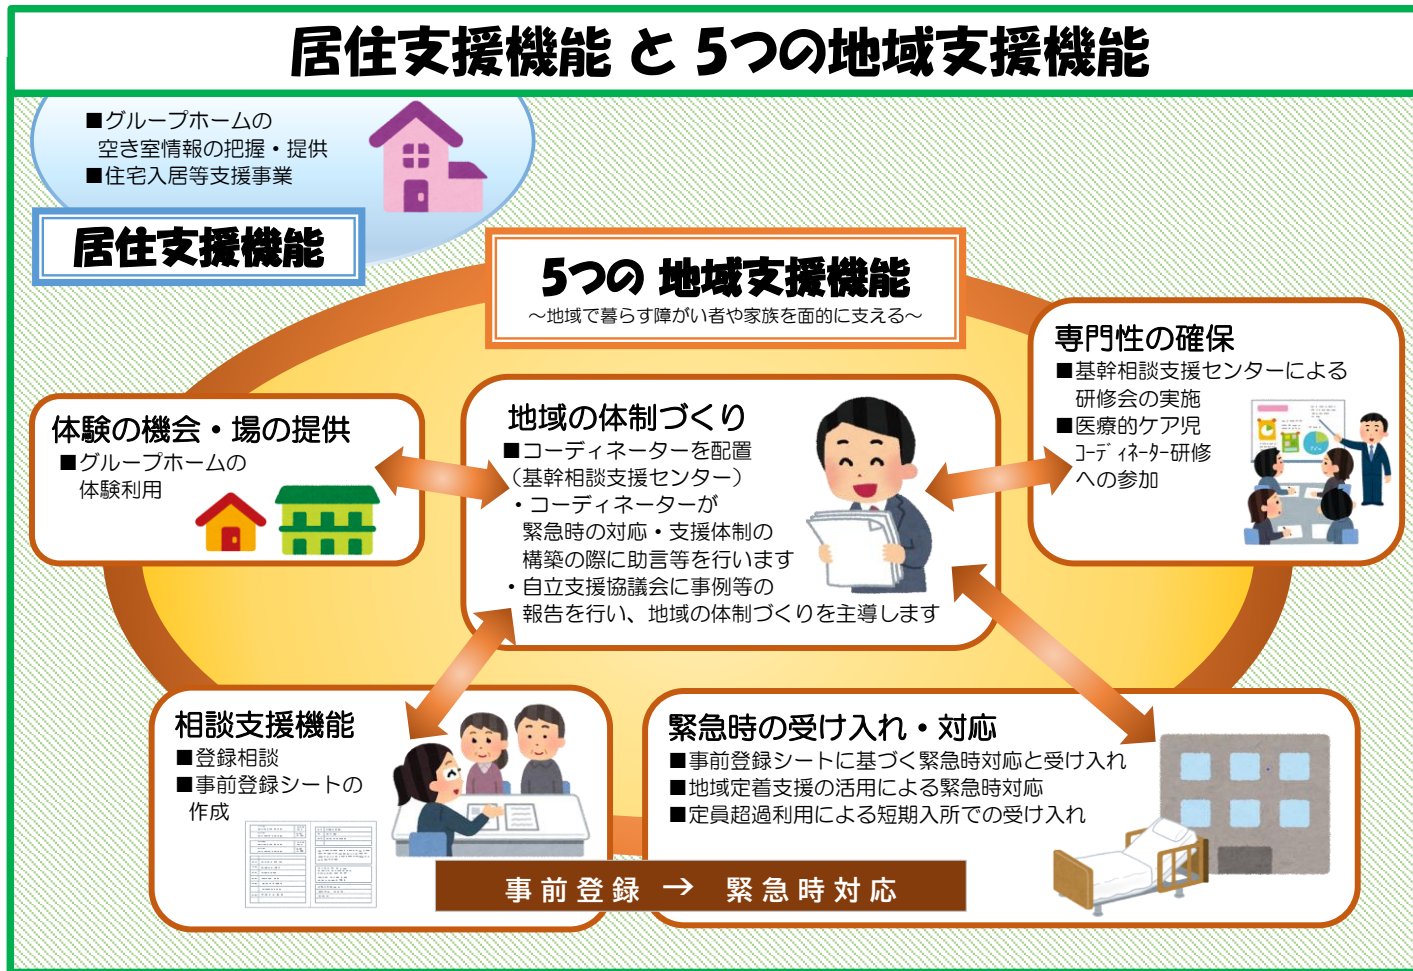 居住支援機能 と 5つの地域支援機能
■グループホームの
空き室情報の把握・提供
■住宅入居等支援事業
居住支援機能
5つの 地域支援機能
～地域で暮らす障がい者や家族を面的に支える～
専門性の確保
■基幹相談支援センターによる
研修会の実施
■医療的ケア児
ｺｰﾃﾞｨﾈｰﾀｰ研修
への参加
体験の機会・場の提供
■グループホームの
体験利用
地域の体制づくり
■コーディネーターを配置
（基幹相談支援センター）
・コーディネーターが
緊急時の対応・支援体制の
構築の際に助言等を行います
・自立支援協議会に事例等の
報告を行い、地域の体制づくりを主導します
相談支援機能
■登録相談
■事前登録シートの
作成
緊急時の受け入れ・対応
■事前登録シートに基づく緊急時対応と受け入れ
■地域定着支援の活用による緊急時対応
■定員超過利用による短期入所での受け入れ
事前登録 → 緊急時対応